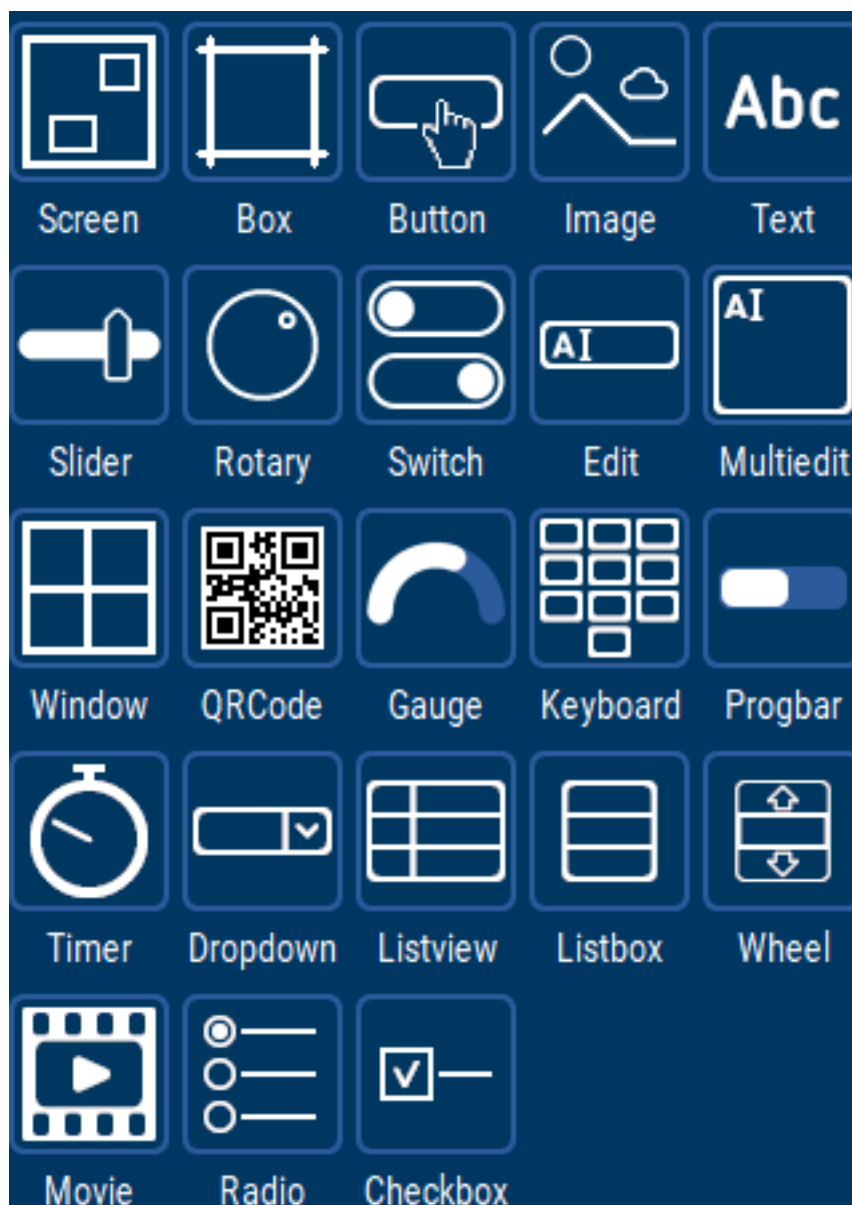 Abc
Screen Box Button Image Text
AI AI
Slider Rotary Switch Edit Multiedit
Window QRCode Gauge Keyboard Progbar
Timer Dropdown Listview Listbox Wheel
Movie Radio Checkbox